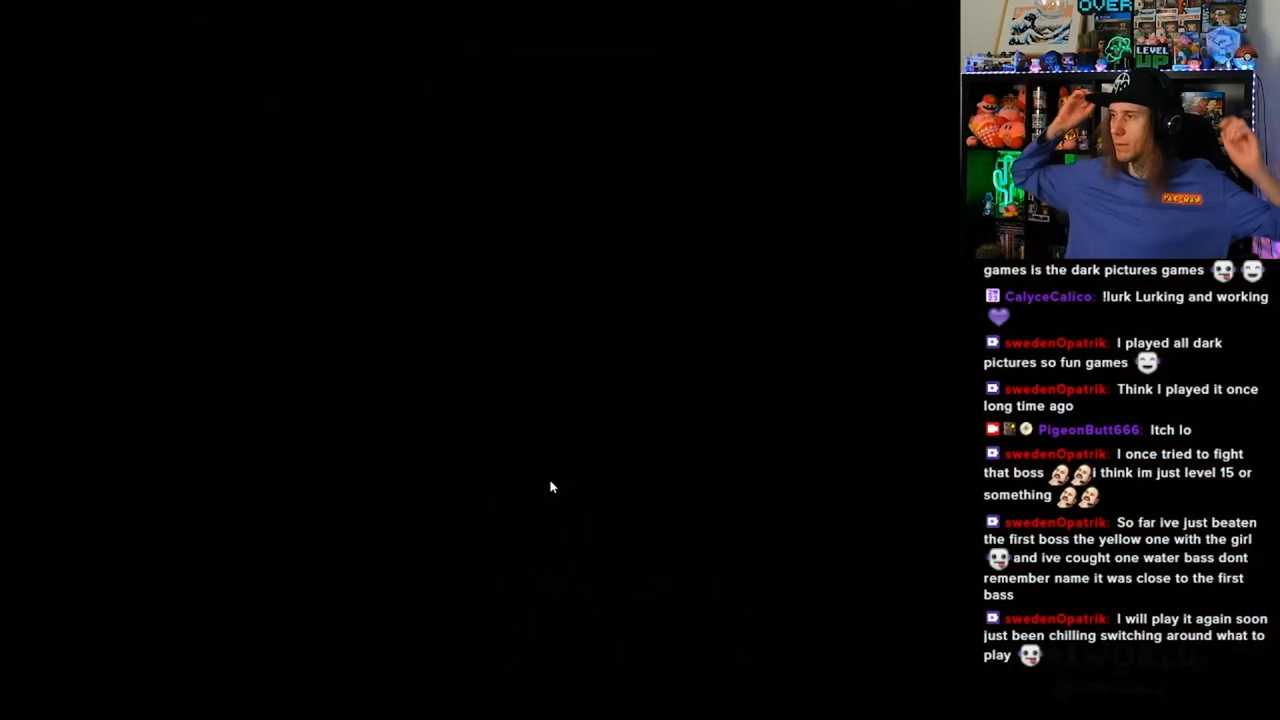 OVER
LEVEL
UP
PAC-MAN
games is the dark pictures games
CalyceCalico: !lurk Lurking and working
swedenOpatrik: I played all dark
pictures so fun games
swedenOpatrik: Think I played it once
long time ago
PigeonButt666: Itch Io
swedenOpatrik: I once tried to fight
that boss i think im just level 15 or
something
swedenOpatrik: So far ive just beaten
the first boss the yellow one with the girl
and ive cought one water bass dont
remember name it was close to the first
bass
swedenOpatrik: I will play it again soon
just been chilling switching around what to
play